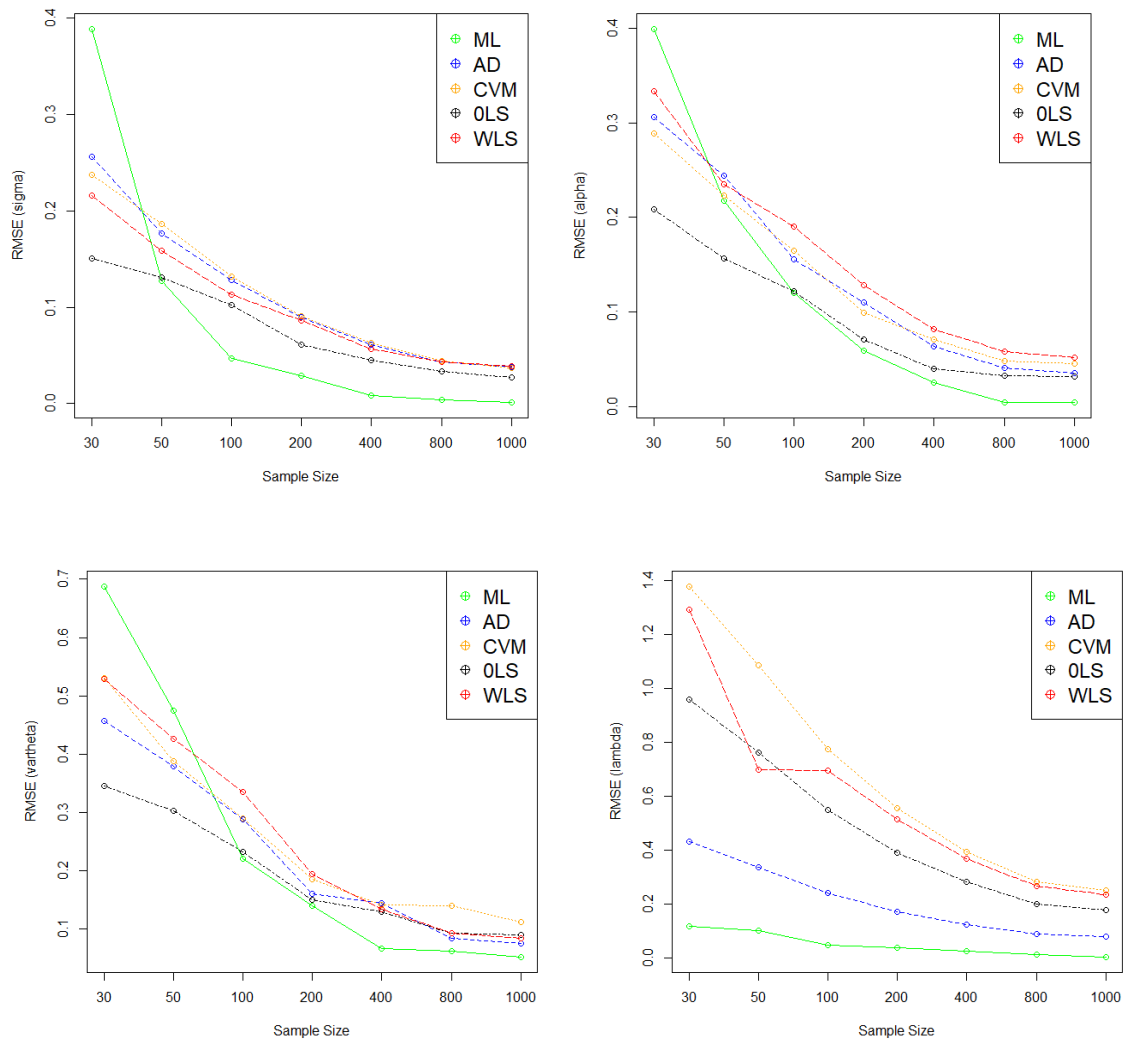 RMSE (sigma)
0.0 0.1 0.2 0.3 0.4
30 50 100 200 400 800 1000
Sample Size
ML
AD
CVM
0LS
WLS
RMSE (alpha)
0.0 0.1 0.2 0.3 0.4
30 50 100 200 400 800 1000
Sample Size
ML
AD
CVM
0LS
WLS
RMSE (vartheta)
0.1 0.2 0.3 0.4 0.5 0.6 0.7
30 50 100 200 400 800 1000
Sample Size
ML
AD
CVM
0LS
WLS
RMSE (lambda)
0.0 0.2 0.4 0.6 0.8 1.0 1.2 1.4
30 50 100 200 400 800 1000
Sample Size
ML
AD
CVM
0LS
WLS